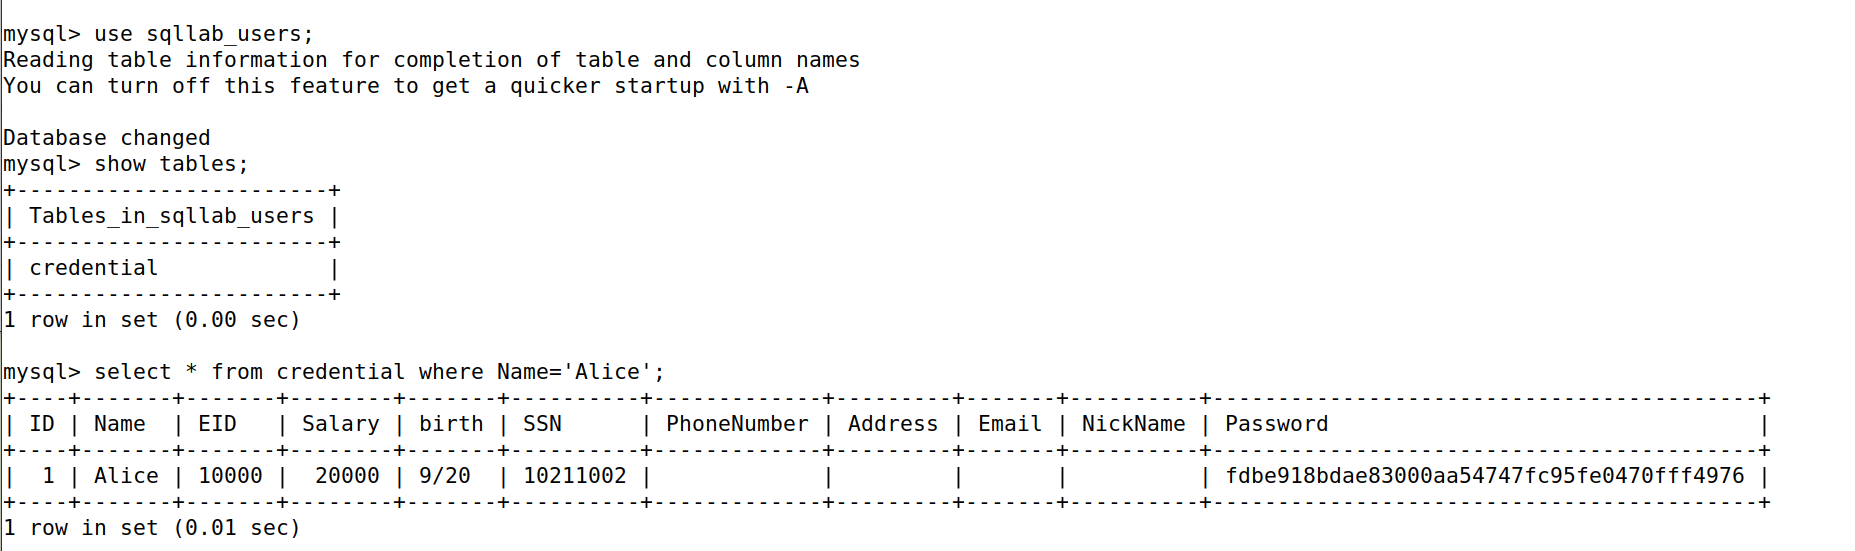 mysql> use sqllab_users;
Reading table information for completion of table and column names
You can turn off this feature to get a quicker startup with -A

Database changed
mysql> show tables;
+------------------------+
| Tables_in_sqllab_users |
+------------------------+
| credential             |
+------------------------+
1 row in set (0.00 sec)

mysql> select * from credential where Name='Alice';
+----+-------+-------+--------+-------+----------+-------------+---------+-------+----------+------------------------------------------+
| ID | Name  | EID   | Salary | birth | SSN      | PhoneNumber | Address | Email | NickName | Password                                 |
+----+-------+-------+--------+-------+----------+-------------+---------+-------+----------+------------------------------------------+
|  1 | Alice | 10000 |  20000 | 9/20  | 10211002 |             |         |       |          | fdbe918bdae83000aa54747fc95fe0470fff4976 |
+----+-------+-------+--------+-------+----------+-------------+---------+-------+----------+------------------------------------------+
1 row in set (0.01 sec)